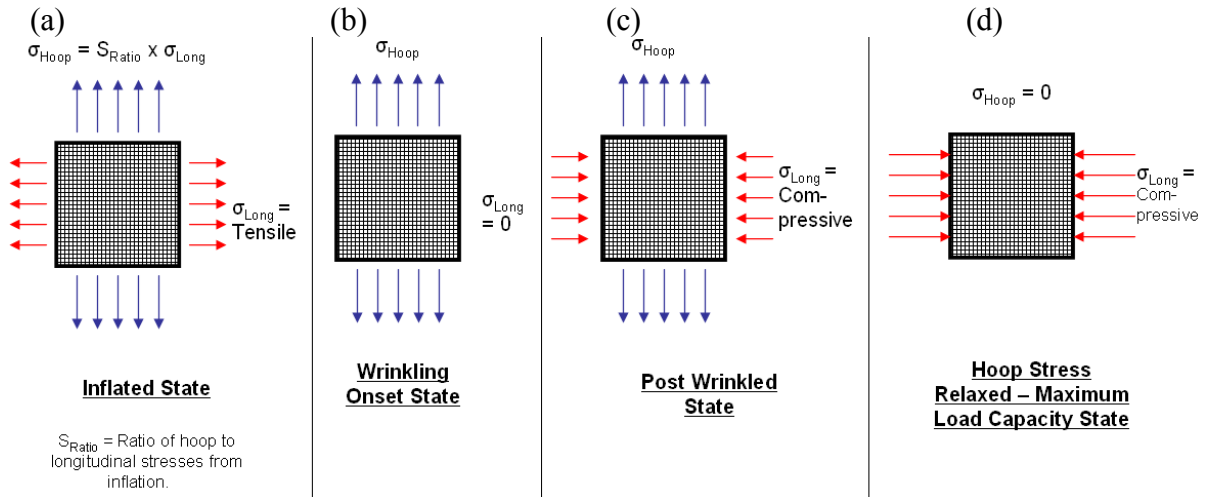 (a)
σHoop = SRatio x σLong
σLong =
Tensile
Inflated State
SRatio = Ratio of hoop to
longitudinal stresses from
inflation.
(b)
σHoop
σLong
= 0
Wrinkling
Onset State
(c)
σHoop
σLong =
Com-
pressive
Post Wrinkled
State
(d)
σHoop = 0
σLong =
Com-
pressive
Hoop Stress
Relaxed – Maximum
Load Capacity State